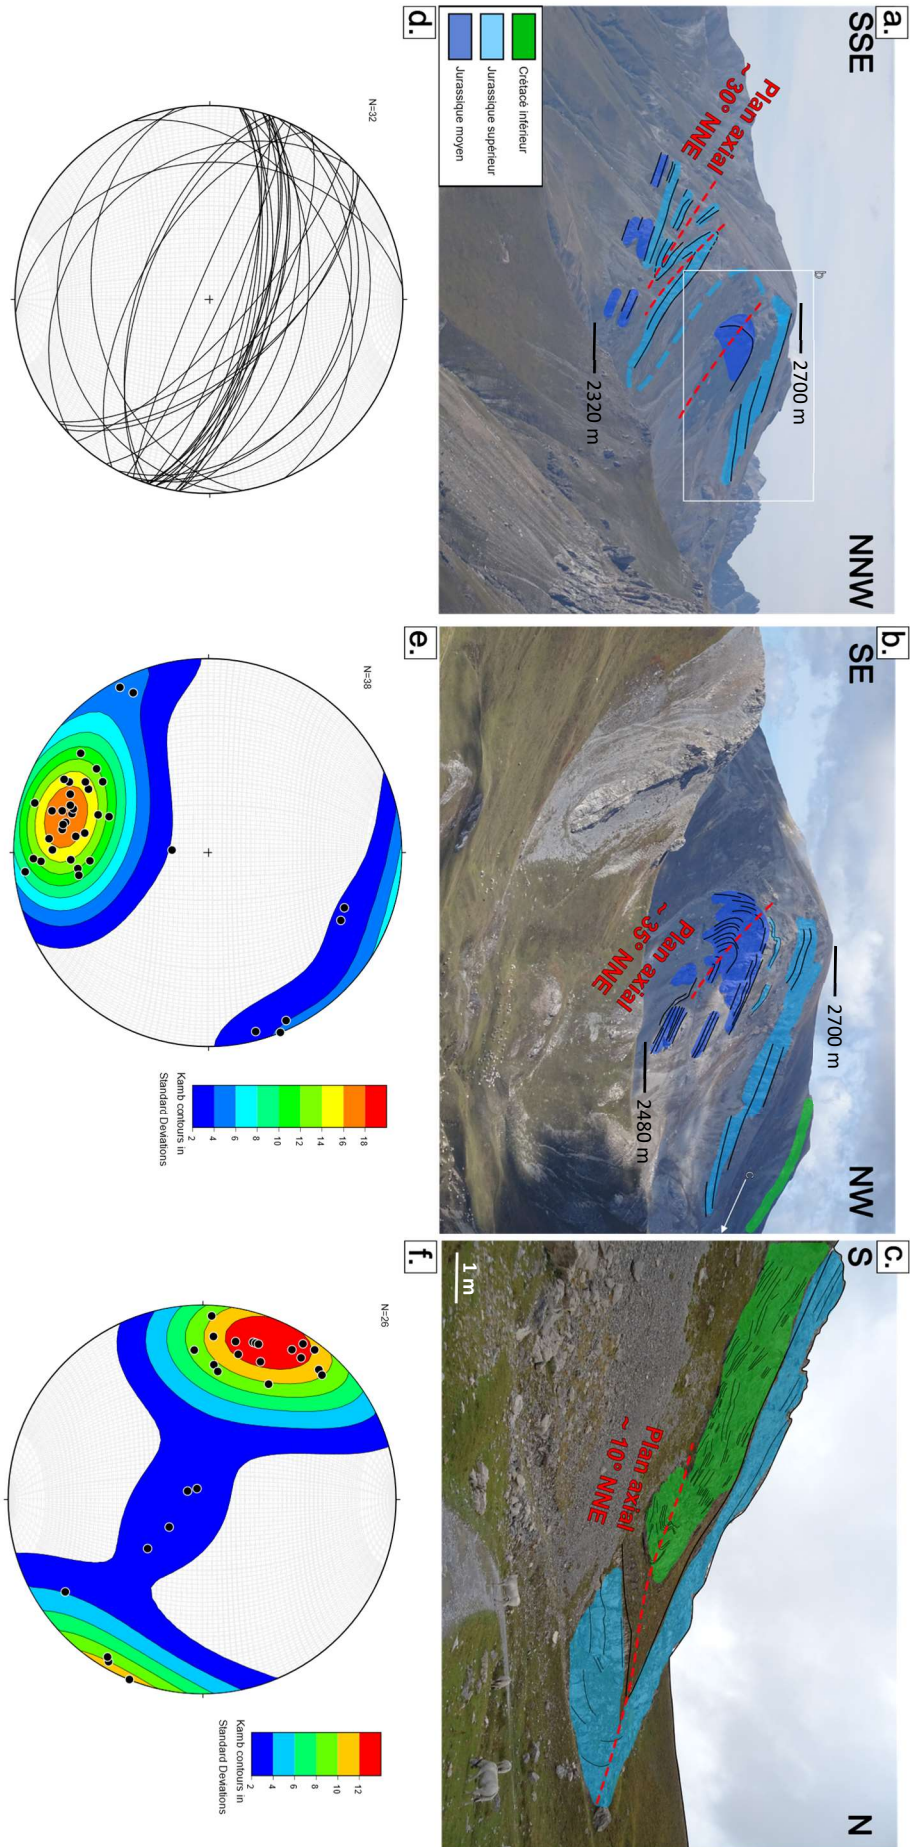 a.
SSE
NNW
b
2700 m
2320 m
Plan axial
~ 30° NNE
Crétacé inférieur
Jurassique supérieur
Jurassique moyen
b.
SE
NW
2700 m
2480 m
Plan axial
~ 35° NNE
c
c.
S
N
Plan axial
~ 10° NNE
1 m
d.
N=32
e.
N=38
2 4 6 8 10 12 14 16 18
Kamb contours in
Standard Deviations
f.
N=26
2 4 6 8 10 12
Kamb contours in
Standard Deviations